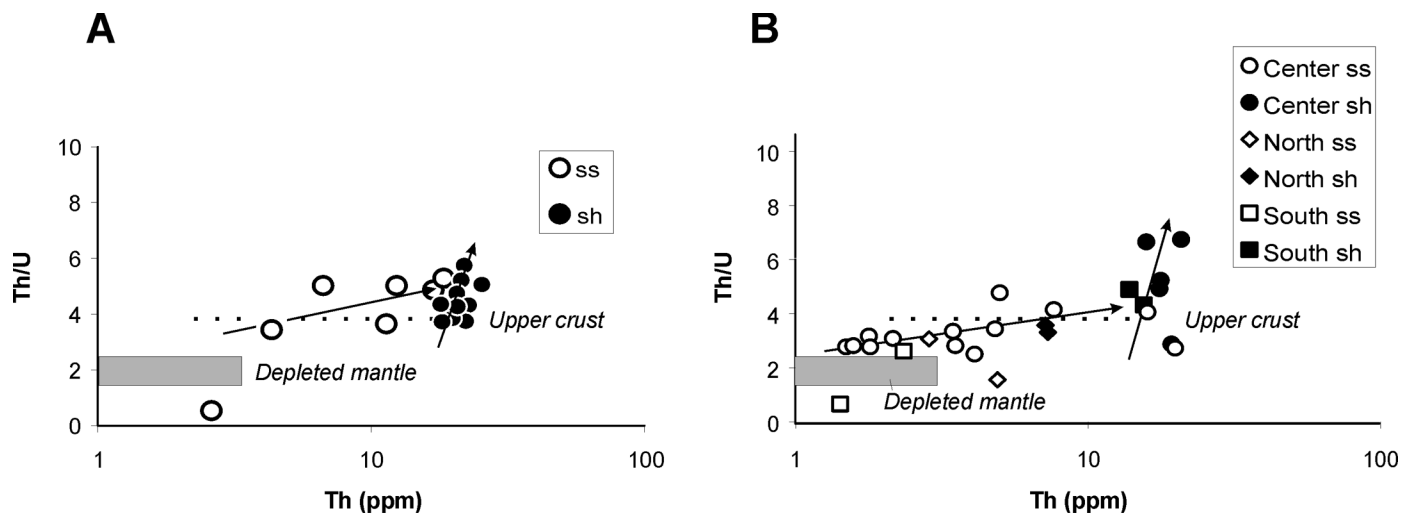 A
10
8
6
4
2
0
Th/U
ss
sh
Upper crust
Depleted mantle
1
10
100
Th (ppm)
B
Center ss
Center sh
North ss
North sh
South ss
South sh
10
8
6
4
2
0
Th/U
Upper crust
Depleted mantle
1
10
100
Th (ppm)